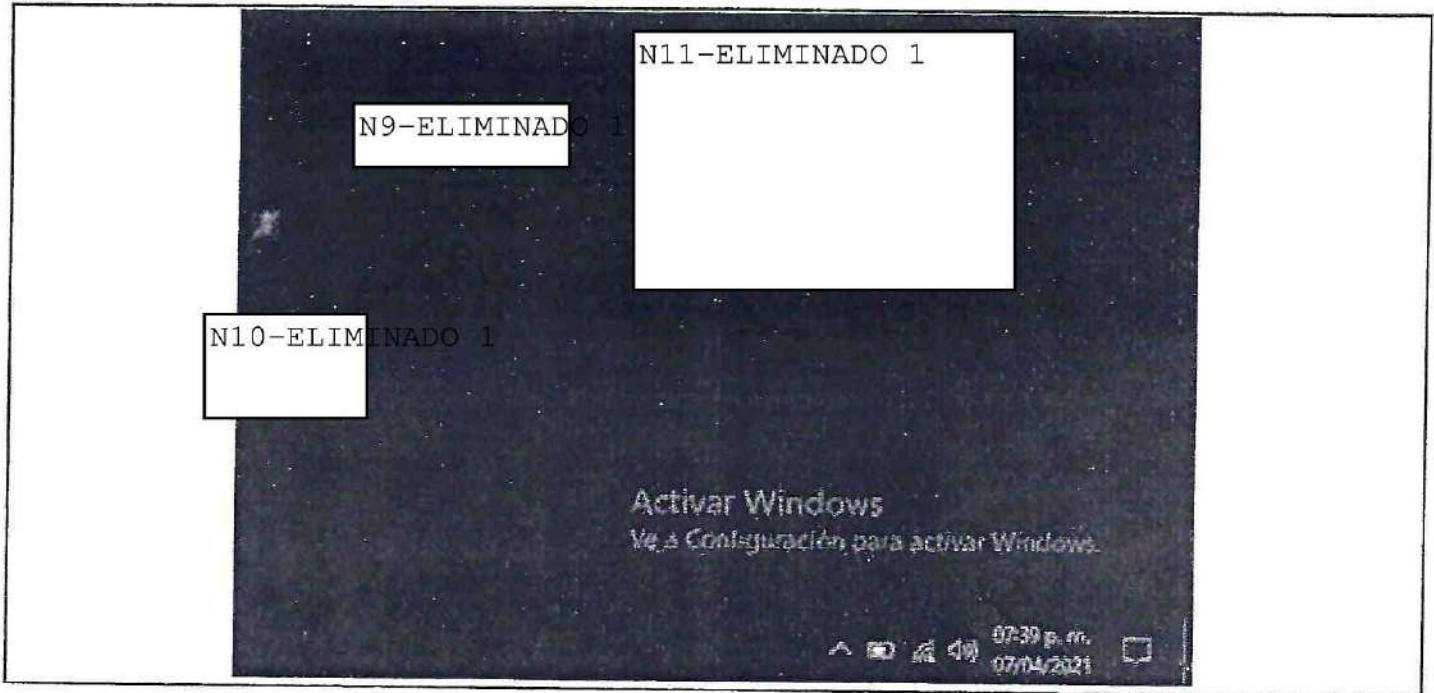 N11-ELIMINADO 1
N9-ELIMINADO 1
N10-ELIMINADO 1
Activar Windows
Ve a Configuración para activar Windows.
07:39 p. m.
07/04/2021